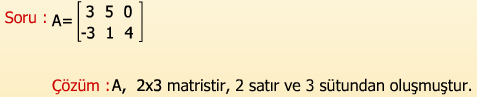 Soru : A= [ 3 5 0
-3 1 4 ]
Çözüm : A, 2x3 matristir, 2 satır ve 3 sütundan oluşmuştur.